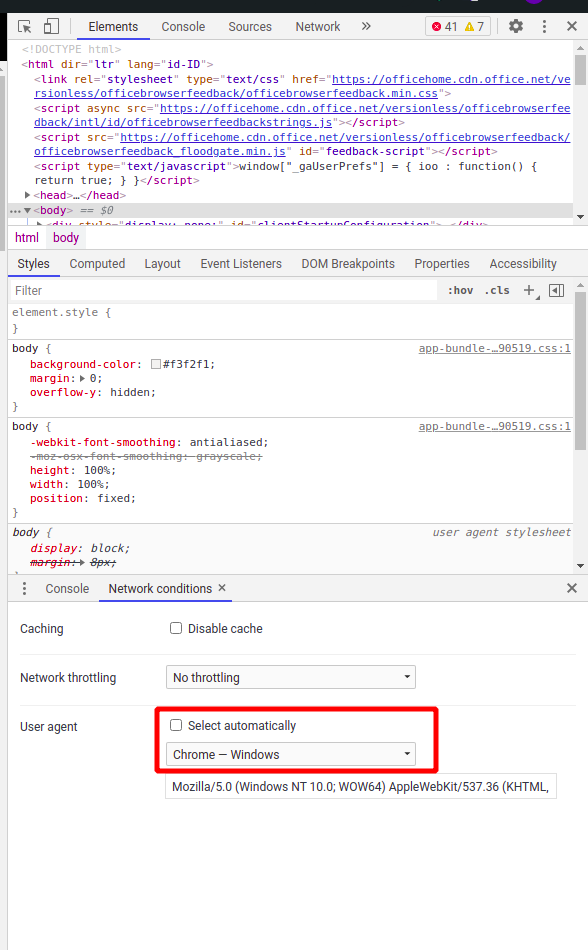 Elements Console Sources Network » 41 7
<!DOCTYPE html>
<html dir="ltr" lang="id-ID">
<link rel="stylesheet" type="text/css" href="https://officehome.cdn.office.net/ve
rsionless/officebrowserfeedback/officebrowserfeedback.min.css">
<script async src="https://officehome.cdn.office.net/versionless/officebrowserfee
dback/intl/id/officebrowserfeedbackstrings.js"></script>
<script src="https://officehome.cdn.office.net/versionless/officebrowserfeedback/
officebrowserfeedback_floodgate.min.js" id="feedback-script"></script>
<script type="text/javascript">window["_gaUserPrefs"] = { ioo : function() {
return true; } }</script>
<head>…</head>
<body> == $0
<div style="display: none;" id="clientStartupConfiguration">…</div>
html body
Styles Computed Layout Event Listeners DOM Breakpoints Properties Accessibility
Filter :hov .cls +
element.style {
}
body { app-bundle-…90519.css:1
background-color: #f3f2f1;
margin: 0;
overflow-y: hidden;
}
body { app-bundle-…90519.css:1
-webkit-font-smoothing: antialiased;
-moz-osx-font-smoothing: grayscale;
height: 100%;
width: 100%;
position: fixed;
}
body { user agent stylesheet
display: block;
margin: 8px;
}
Console Network conditions
Caching Disable cache
Network throttling No throttling
User agent Select automatically
Chrome — Windows
Mozilla/5.0 (Windows NT 10.0; WOW64) AppleWebKit/537.36 (KHTML,